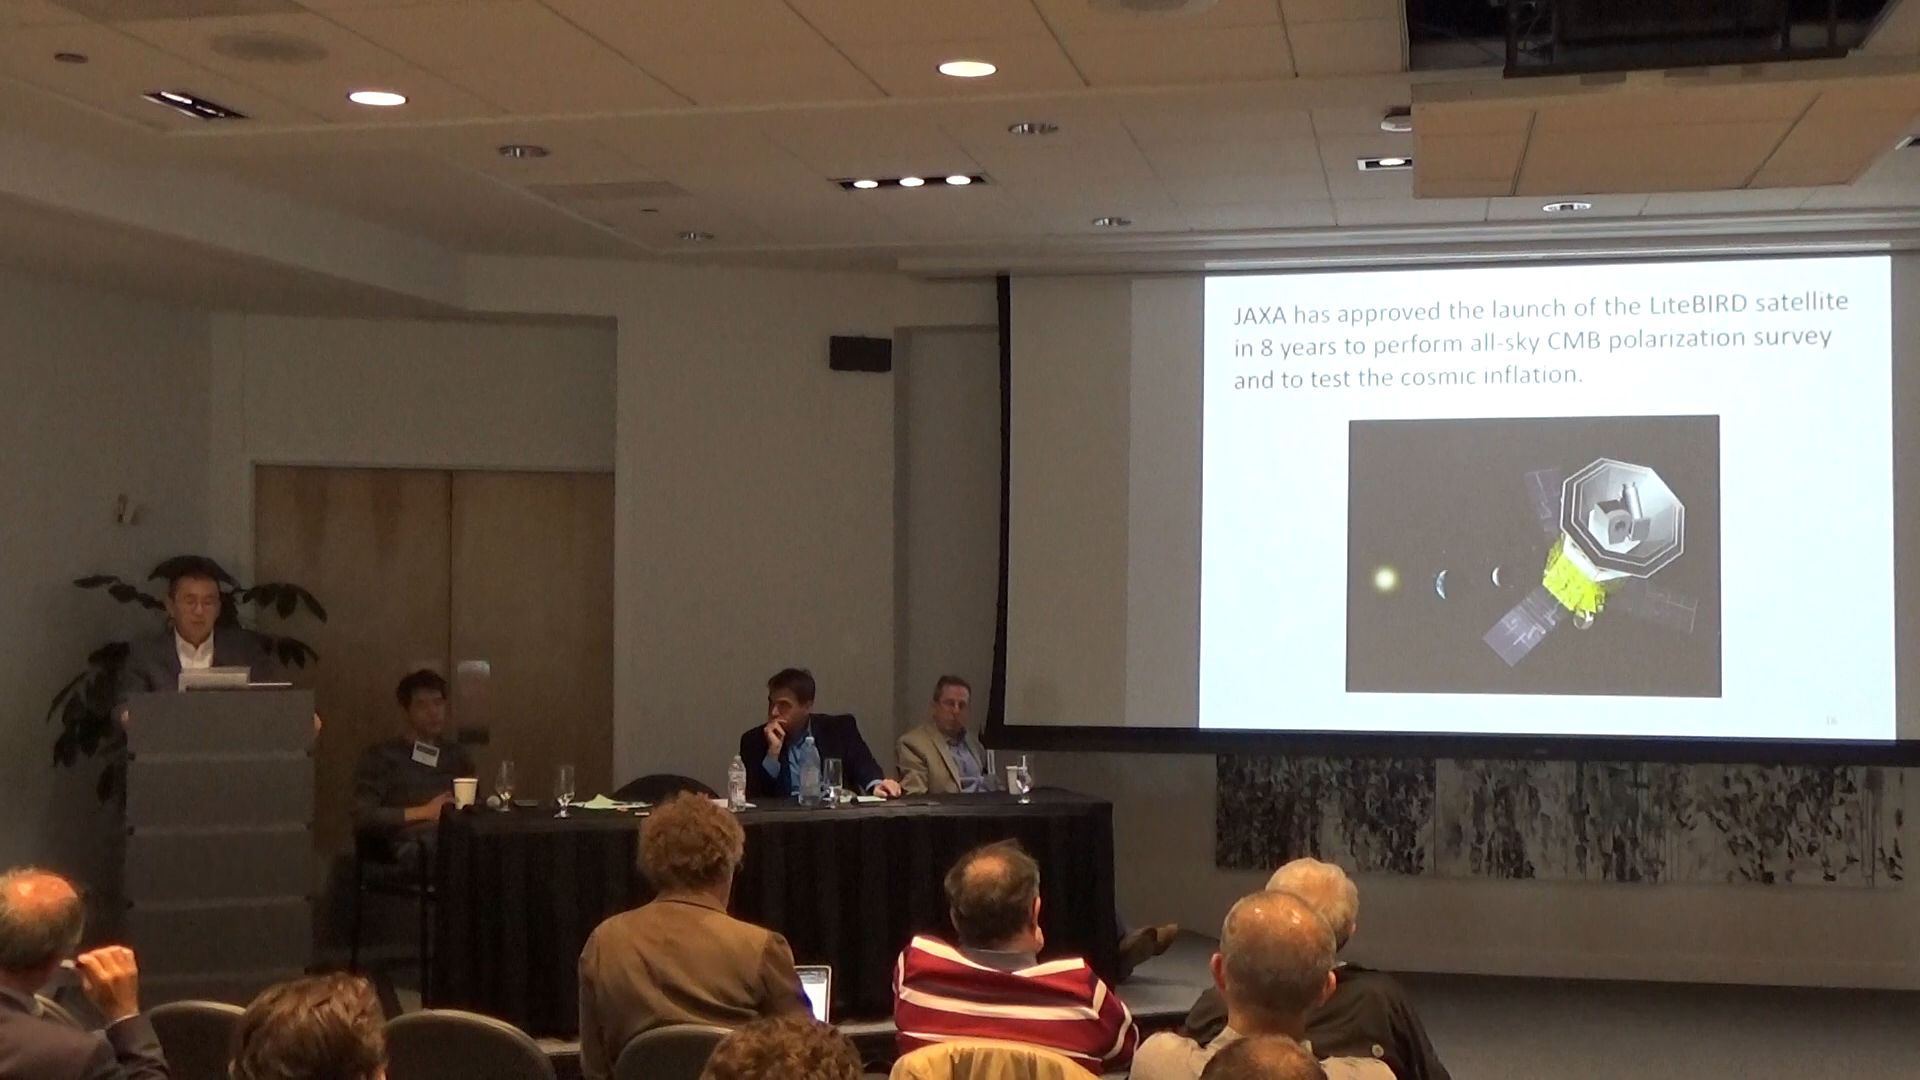 JAXA has approved the launch of the LiteBIRD satellite
in 8 years to perform all-sky CMB polarization survey
and to test the cosmic inflation.